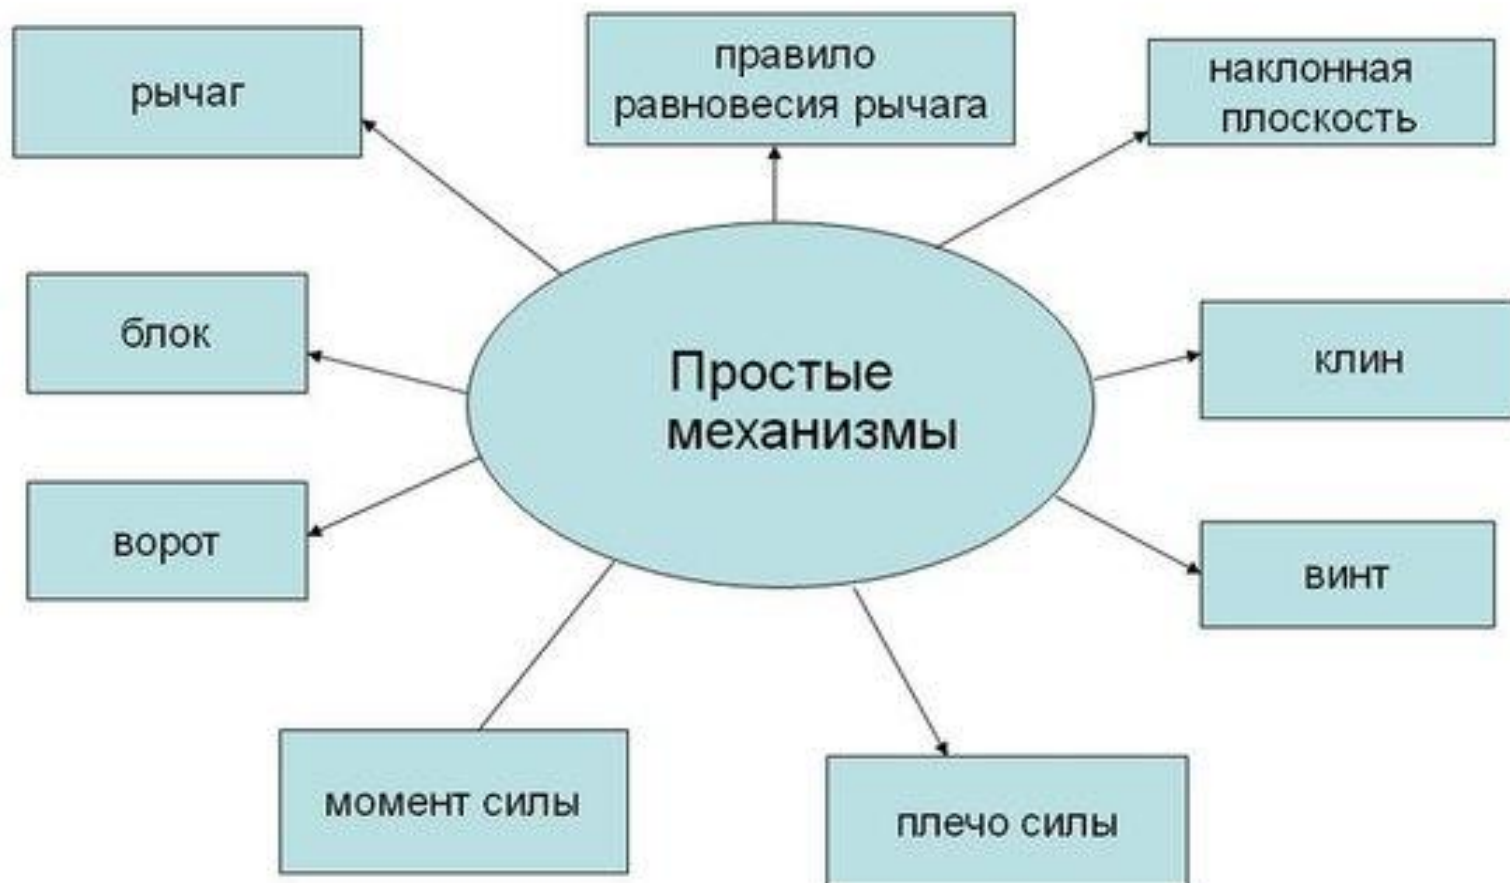 рычаг
правило
равновесия рычага
наклонная
плоскость
блок
Простые
механизмы
клин
ворот
винт
момент силы
плечо силы